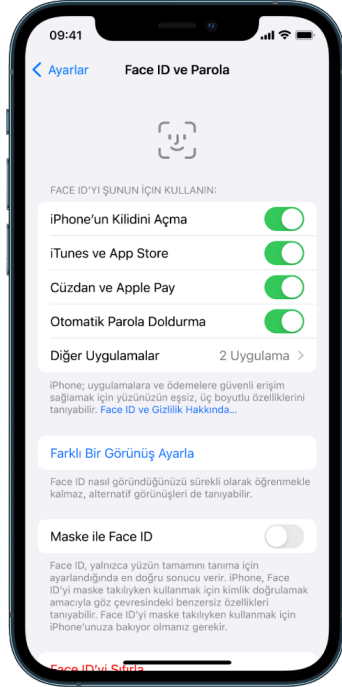 09:41
Ayarlar
Face ID ve Parola
FACE ID'YI ŞUNUN İÇİN KULLANIN:
iPhone'un Kilidini Açma
iTunes ve App Store
Cüzdan ve Apple Pay
Otomatik Parola Doldurma
Diğer Uygulamalar 2 Uygulama
iPhone; uygulamalara ve ödemelere güvenli erişim
sağlamak için yüzünüzün eşsiz, üç boyutlu özelliklerini
tanıyabilir. Face ID ve Gizlilik Hakkında...
Farklı Bir Görünüş Ayarla
Face ID nasıl göründüğünüzü sürekli olarak öğrenmekle
kalmaz, alternatif görünüşleri de tanıyabilir.
Maske ile Face ID
Face ID, yalnızca yüzün tamamını tanıma için
ayarlandığında en doğru sonucu verir. iPhone, Face
ID'yi maske takılıyken kullanmak için kimlik doğrulamak
amacıyla göz çevresindeki benzersiz özellikleri
tanıyabilir. Face ID'yi maske takılıyken kullanmak için
iPhone'unuza bakıyor olmanız gerekir.
Face ID'yi Sıfırla